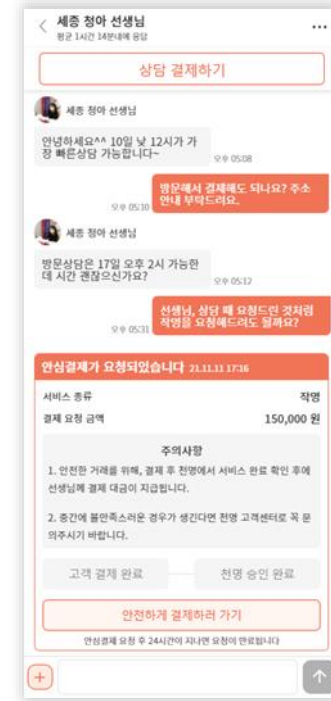 세종 청아 선생님
평균 1시간 14분내에 응답
상담 결제하기
세종 청아 선생님
안녕하세요^^ 10일 낮 12시가 가
장 빠른상담 가능합니다~
오후 05:08
방문해서 결제해도 되나요? 주소
안내 부탁드려요.
오후 05:10
세종 청아 선생님
방문상담은 17일 오후 2시 가능한
데 시간 괜찮으신가요?
오후 05:12
선생님, 상담 때 요청드린 것처럼
작명을 요청해드려도 될까요?
오후 05:31
안심결제가 요청되었습니다 21.11.11 17:16
서비스 종류 작명
결제 요청 금액 150,000 원
주의사항
1. 안전한 거래를 위해, 결제 후 천명에서 서비스 완료 확인 후에
선생님께 결제 대금이 지급됩니다.
2. 중간에 불만족스러운 경우가 생긴다면 천명 고객센터로 꼭 문
의주시기 바랍니다.
고객 결제 완료 천명 승인 완료
안전하게 결제하러 가기
안심결제 요청 후 24시간이 지나면 요청이 만료됩니다